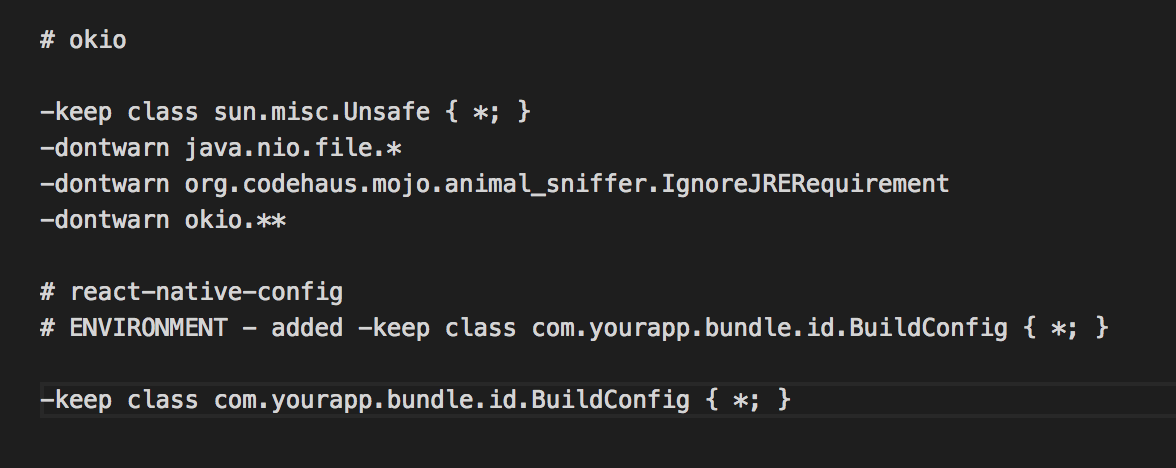 # okio
-keep class sun.misc.Unsafe { *; }
-dontwarn java.nio.file.*
-dontwarn org.codehaus.mojo.animal_sniffer.IgnoreJRERequirement
-dontwarn okio.**
# react-native-config
# ENVIRONMENT - added -keep class com.yourapp.bundle.id.BuildConfig { *; }
-keep class com.yourapp.bundle.id.BuildConfig { *; }